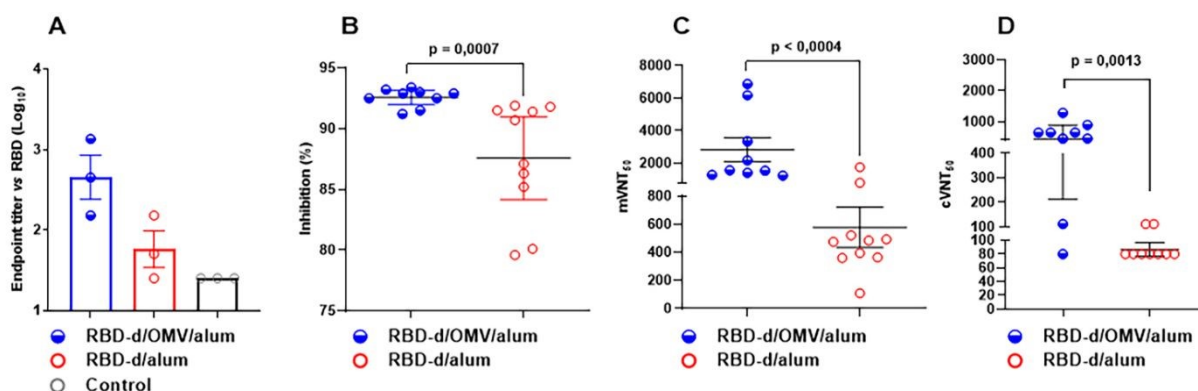 A
Endpoint titer vs RBD (Log10)
4
3
2
1
RBD-d/OMV/alum
RBD-d/alum
Control
B
p = 0,0007
Inhibition (%)
95
90
85
80
75
RBD-d/OMV/alum
RBD-d/alum
C
p < 0,0004
mVNT50
8000
6000
4000
2000
800
600
400
200
0
RBD-d/OMV/alum
RBD-d/alum
D
p = 0,0013
cVNT50
3000
2000
1000
400
300
200
100
100
80
60
40
20
0
RBD-d/OMV/alum
RBD-d/alum